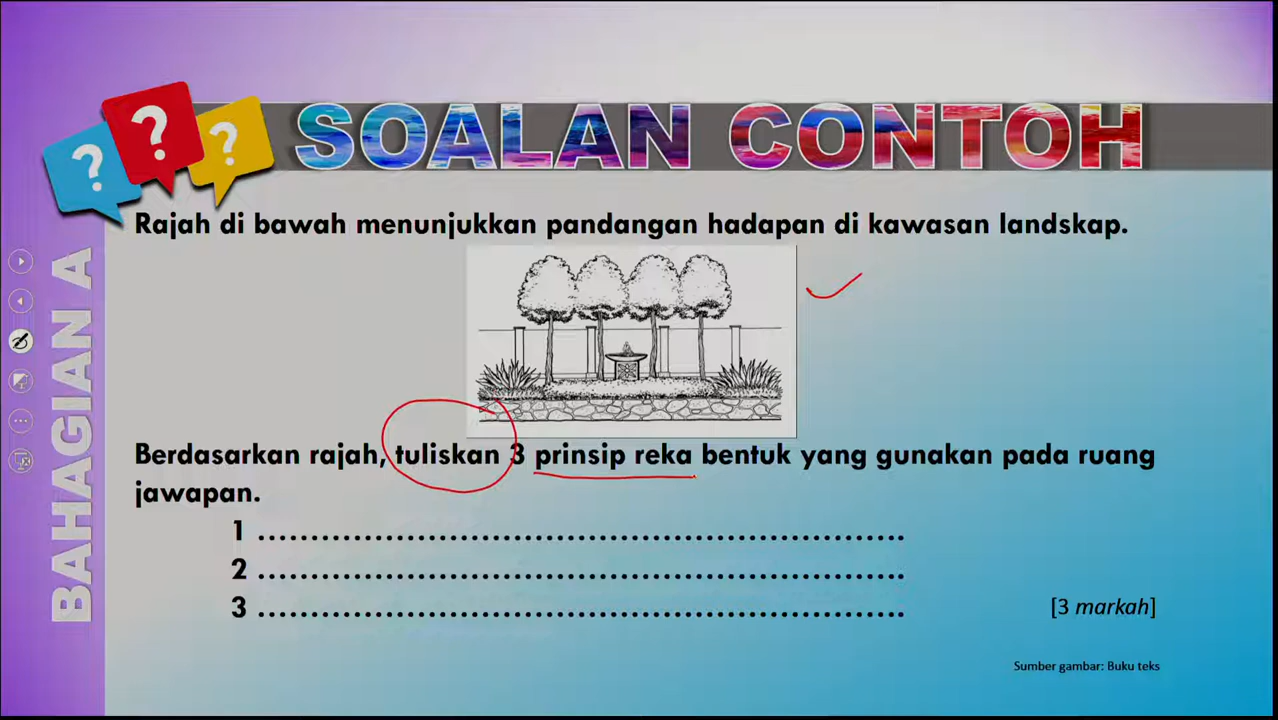 SOALAN CONTOH
BAHAGIAN A
Rajah di bawah menunjukkan pandangan hadapan di kawasan landskap.
Berdasarkan rajah, tuliskan 3 prinsip reka bentuk yang gunakan pada ruang
jawapan.
1 ............................................................
2 ............................................................
3 ............................................................ [3 markah]
Sumber gambar: Buku teks